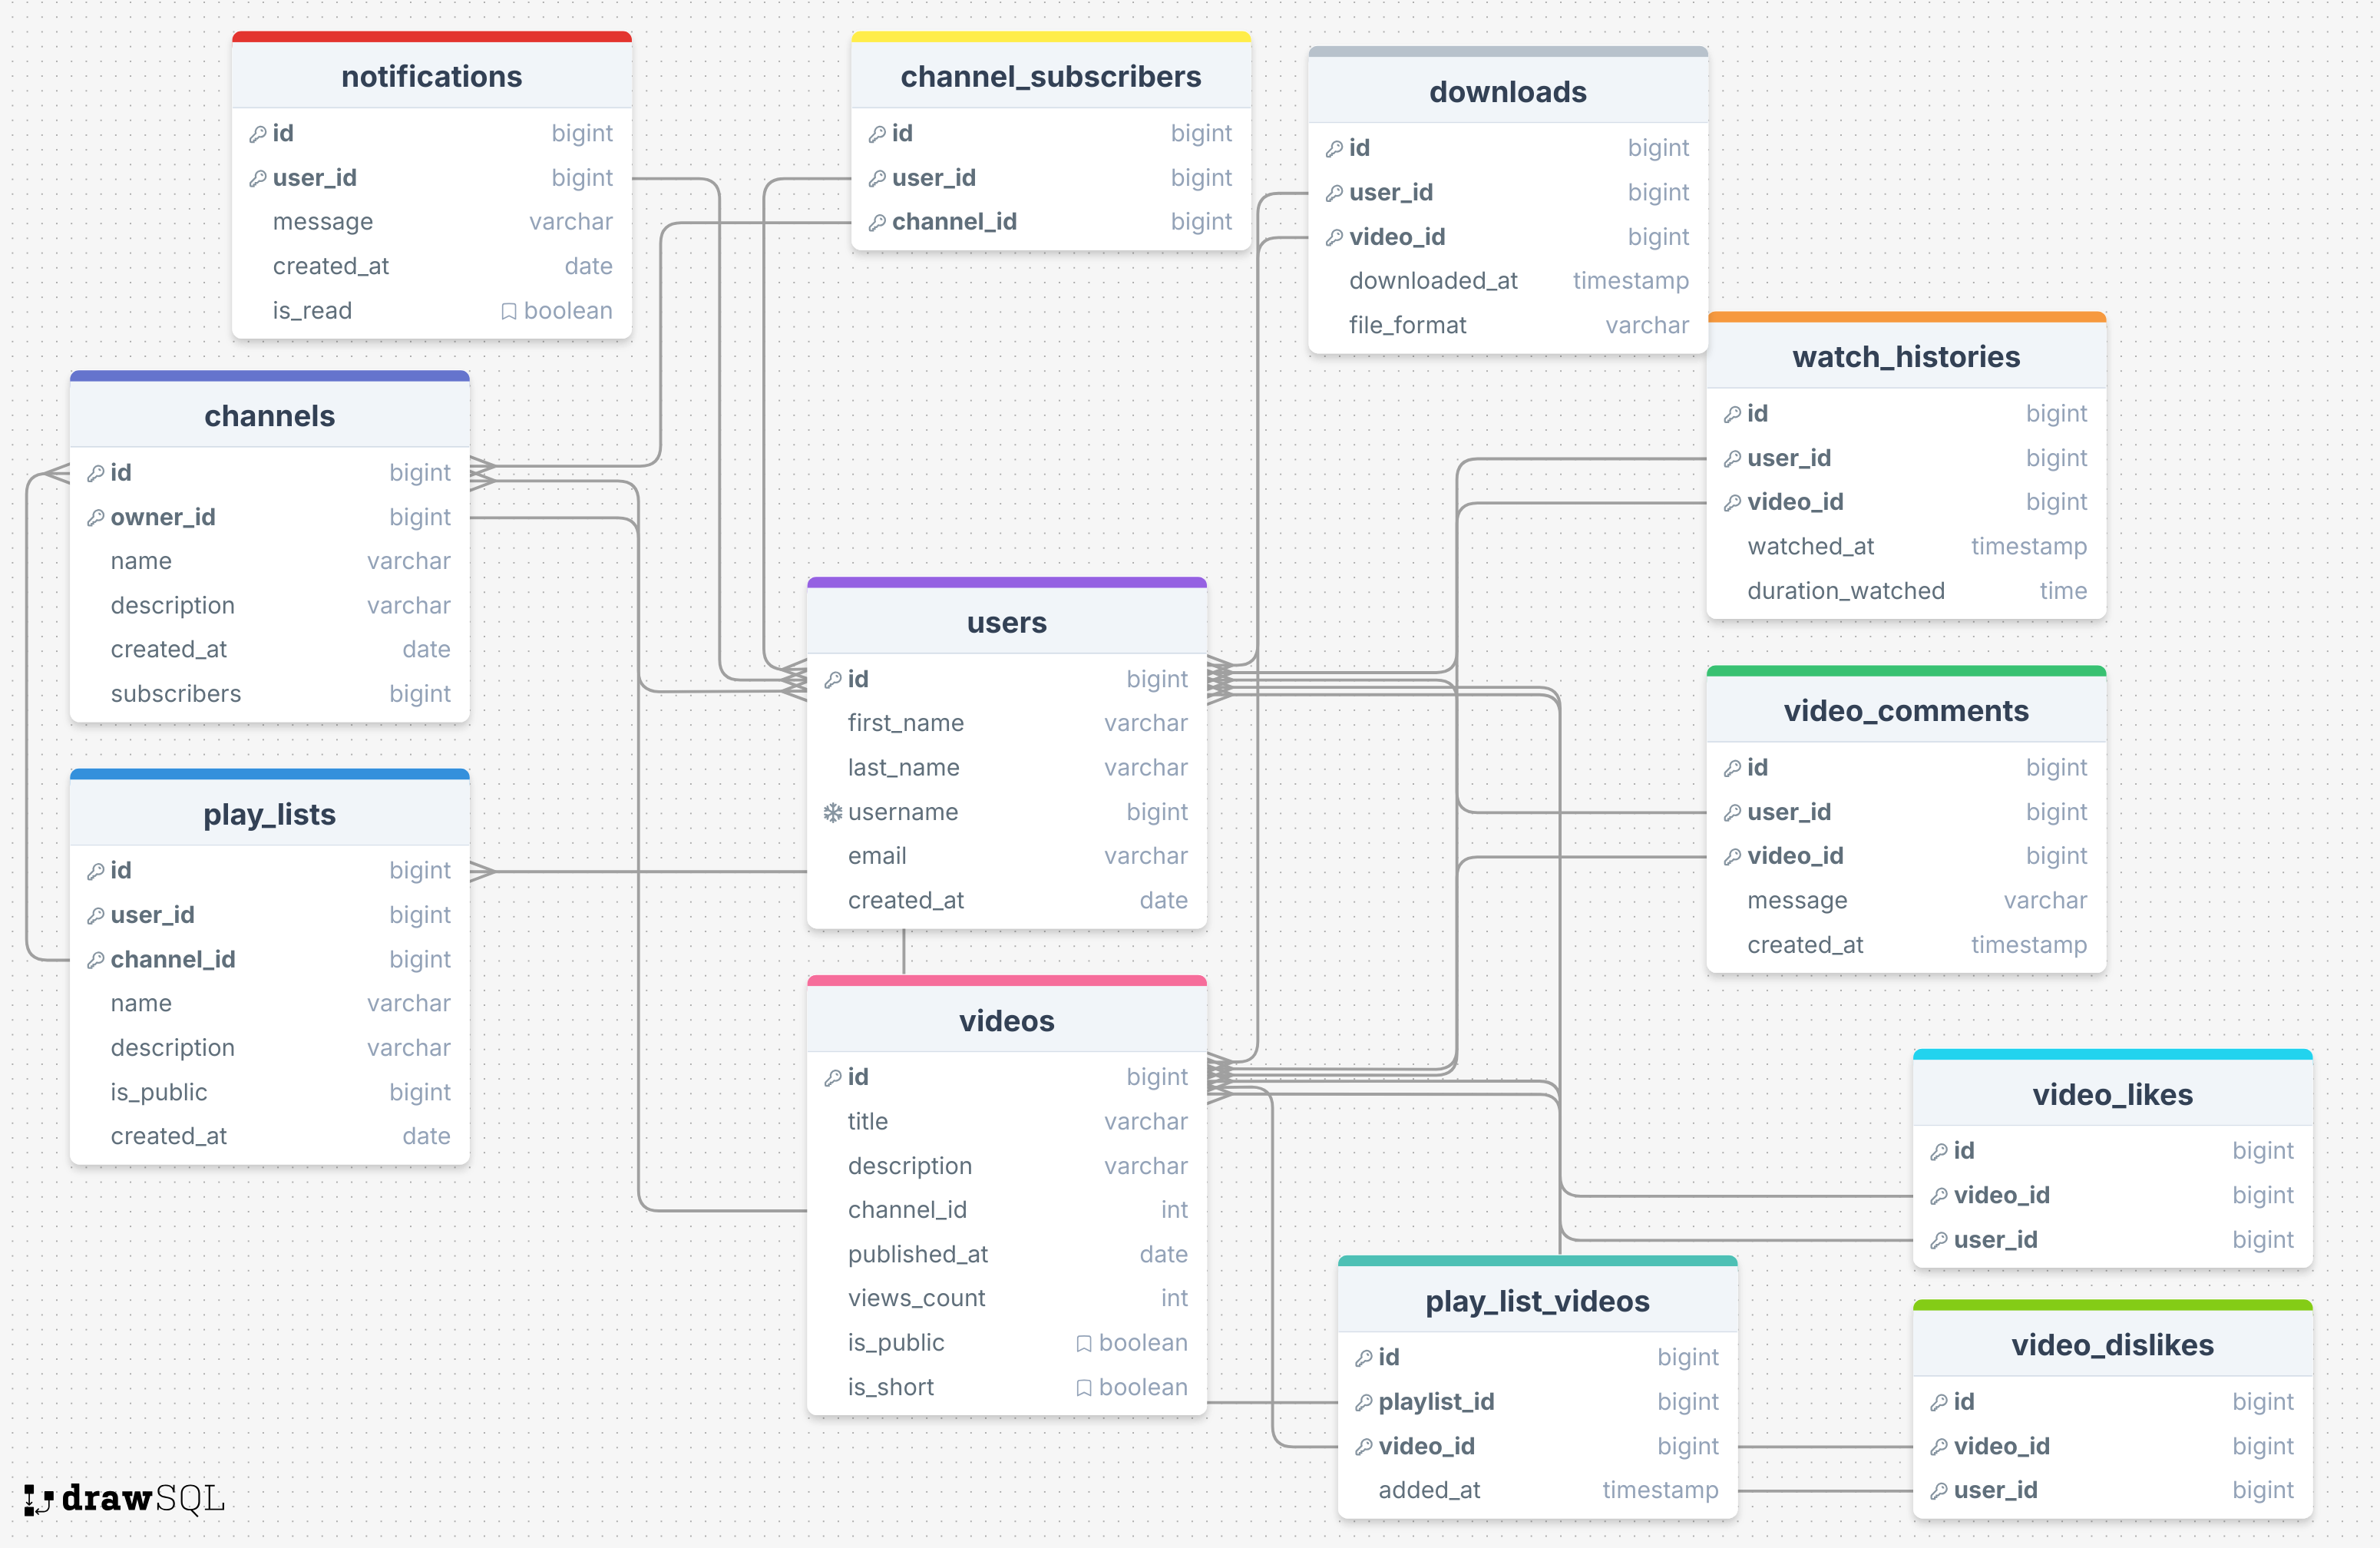 notifications
id bigint
user_id bigint
message varchar
created_at date
is_read boolean
channel_subscribers
id bigint
user_id bigint
channel_id bigint
downloads
id bigint
user_id bigint
video_id bigint
downloaded_at timestamp
file_format varchar
watch_histories
id bigint
user_id bigint
video_id bigint
watched_at timestamp
duration_watched time
channels
id bigint
owner_id bigint
name varchar
description varchar
created_at date
subscribers bigint
users
id bigint
first_name varchar
last_name varchar
username bigint
email varchar
created_at date
video_comments
id bigint
user_id bigint
video_id bigint
message varchar
created_at timestamp
play_lists
id bigint
user_id bigint
channel_id bigint
name varchar
description varchar
is_public bigint
created_at date
videos
id bigint
title varchar
description varchar
channel_id int
published_at date
views_count int
is_public boolean
is_short boolean
video_likes
id bigint
video_id bigint
user_id bigint
play_list_videos
id bigint
playlist_id bigint
video_id bigint
added_at timestamp
video_dislikes
id bigint
video_id bigint
user_id bigint
drawSQL